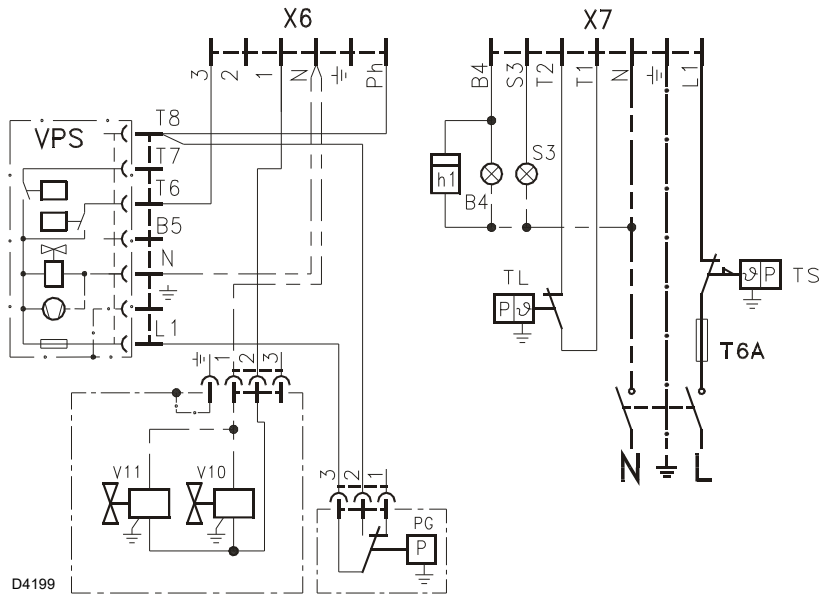 X6
X7
3 2 1 N Ph
B4 S3 T2 T1 N L1
VPS
T8
T7
T6
B5
N
L1
h1
B4
S3
TL
P ϑ
ϑ P
TS
T6A
1 2 3
3 2 1
V11
V10
PG
P
N L
D4199